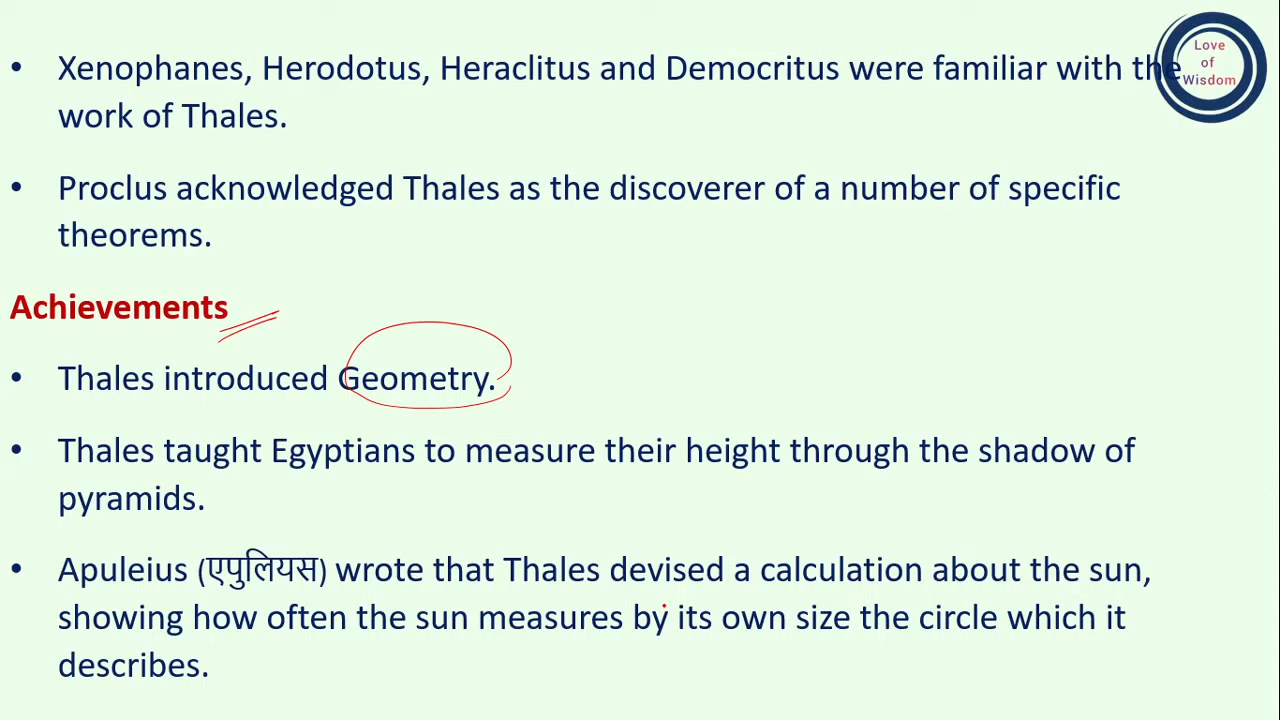 • Xenophanes, Herodotus, Heraclitus and Democritus were familiar with the
work of Thales.
Love
of
Wisdom
• Proclus acknowledged Thales as the discoverer of a number of specific
theorems.
Achievements
• Thales introduced Geometry.
• Thales taught Egyptians to measure their height through the shadow of
pyramids.
• Apuleius (एपुलियस) wrote that Thales devised a calculation about the sun,
showing how often the sun measures by its own size the circle which it
describes.